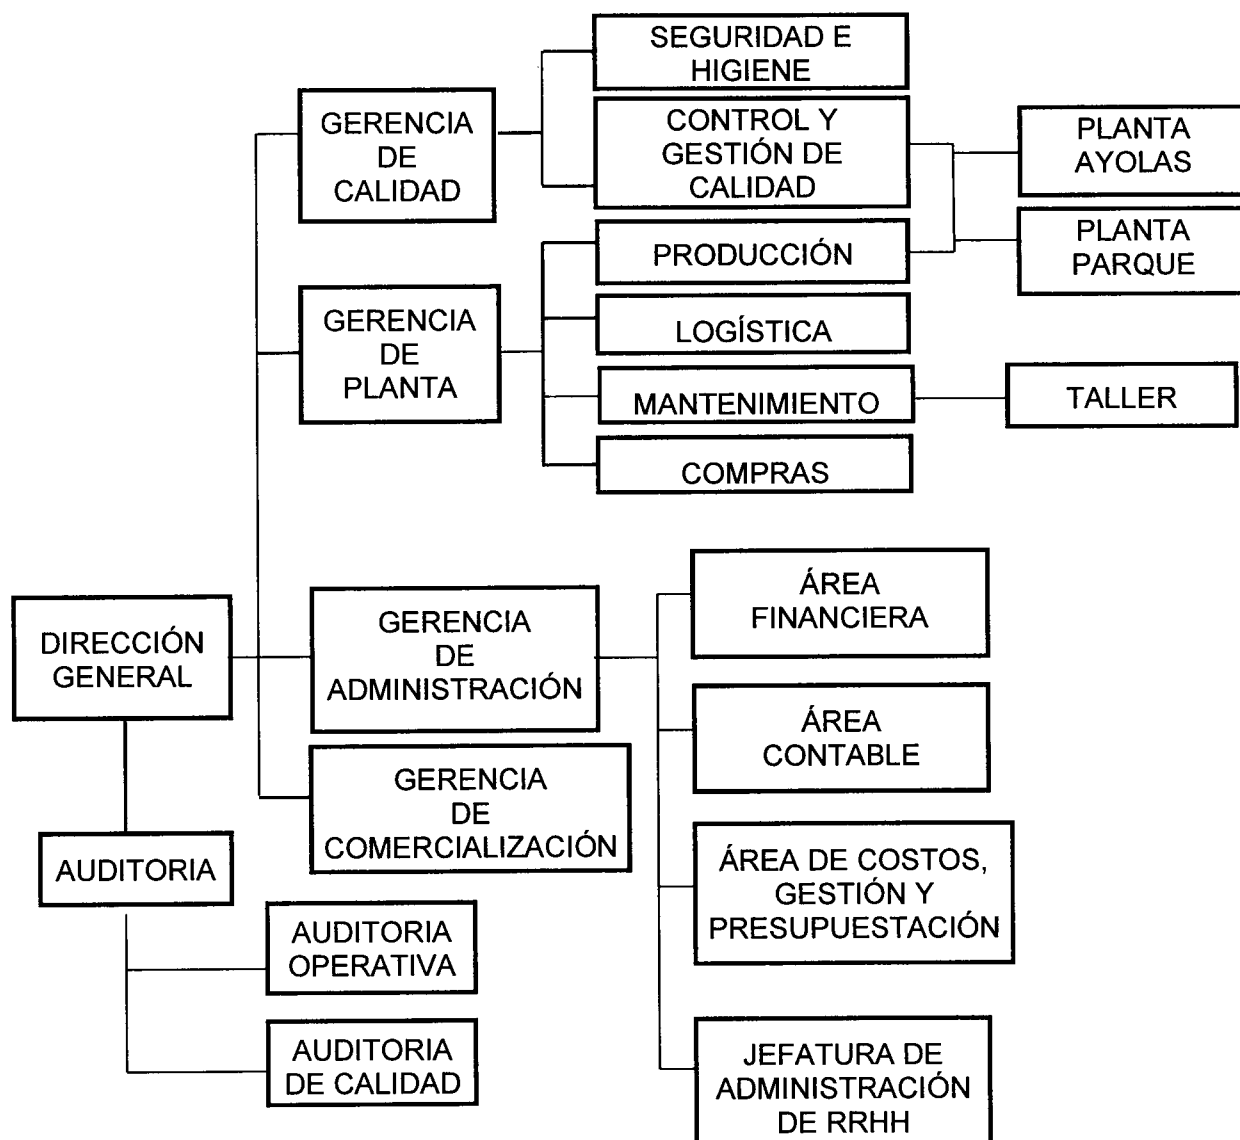 SEGURIDAD E
HIGIENE
GERENCIA
DE
CALIDAD
CONTROL Y
GESTIÓN DE
CALIDAD
PLANTA
AYOLAS
PRODUCCIÓN
PLANTA
PARQUE
GERENCIA
DE
PLANTA
LOGÍSTICA
MANTENIMIENTO
TALLER
COMPRAS
DIRECCIÓN
GENERAL
GERENCIA
DE
ADMINISTRACIÓN
ÁREA
FINANCIERA
ÁREA
CONTABLE
GERENCIA
DE
COMERCIALIZACIÓN
AUDITORIA
ÁREA DE COSTOS,
GESTIÓN Y
PRESUPUESTACIÓN
AUDITORIA
OPERATIVA
AUDITORIA
DE CALIDAD
JEFATURA DE
ADMINISTRACIÓN
DE RRHH